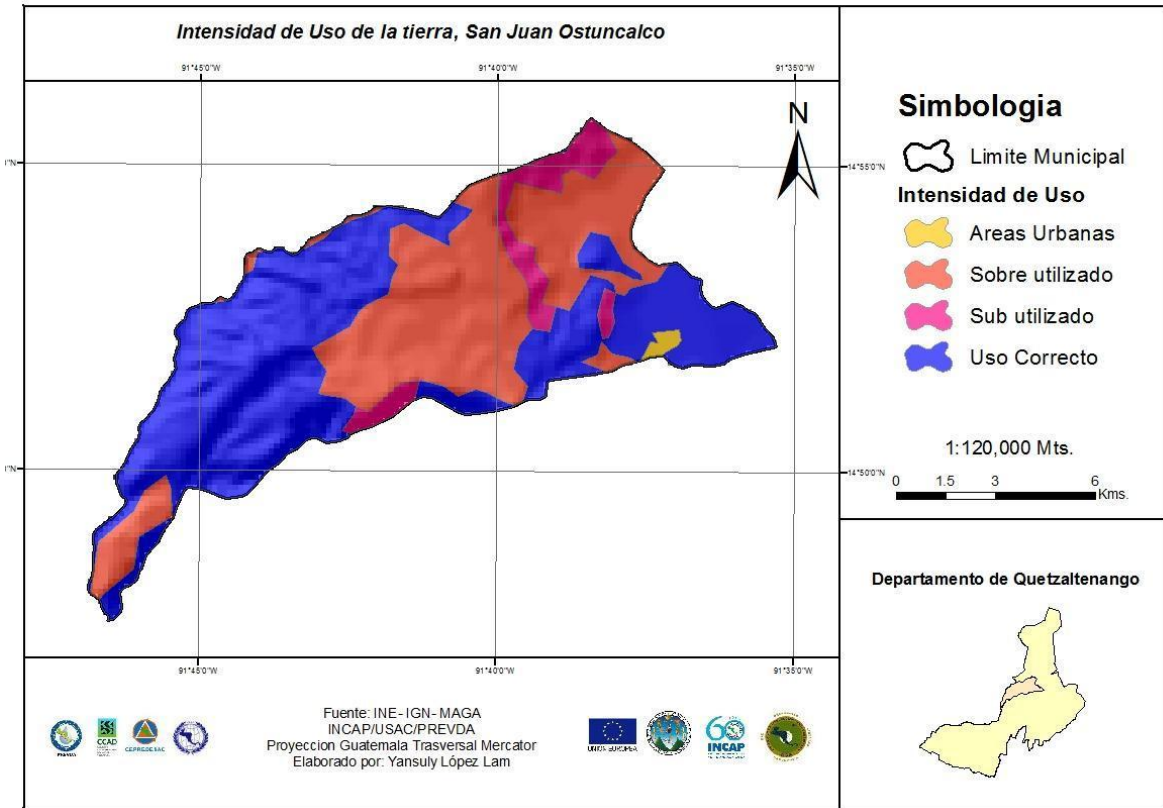 Intensidad de Uso de la tierra, San Juan Ostuncalco
91°45'0"W
91°40'0"W
91°35'0"W
N
14°55'0"N
14°50'0"N
91°45'0"W
91°40'0"W
91°35'0"W
Simbologia
Limite Municipal
Intensidad de Uso
Areas Urbanas
Sobre utilizado
Sub utilizado
Uso Correcto
1:120,000 Mts.
0 1.5 3 6
Kms.
Departamento de Quetzaltenango
Fuente: INE-IGN-MAGA
INCAP/USAC/PREVDA
Proyeccion Guatemala Trasversal Mercator
Elaborado por: Yansuly López Lam
PREVDA
CCAD
CEPREDESAC
UNION EUROPEA
60
INCAP